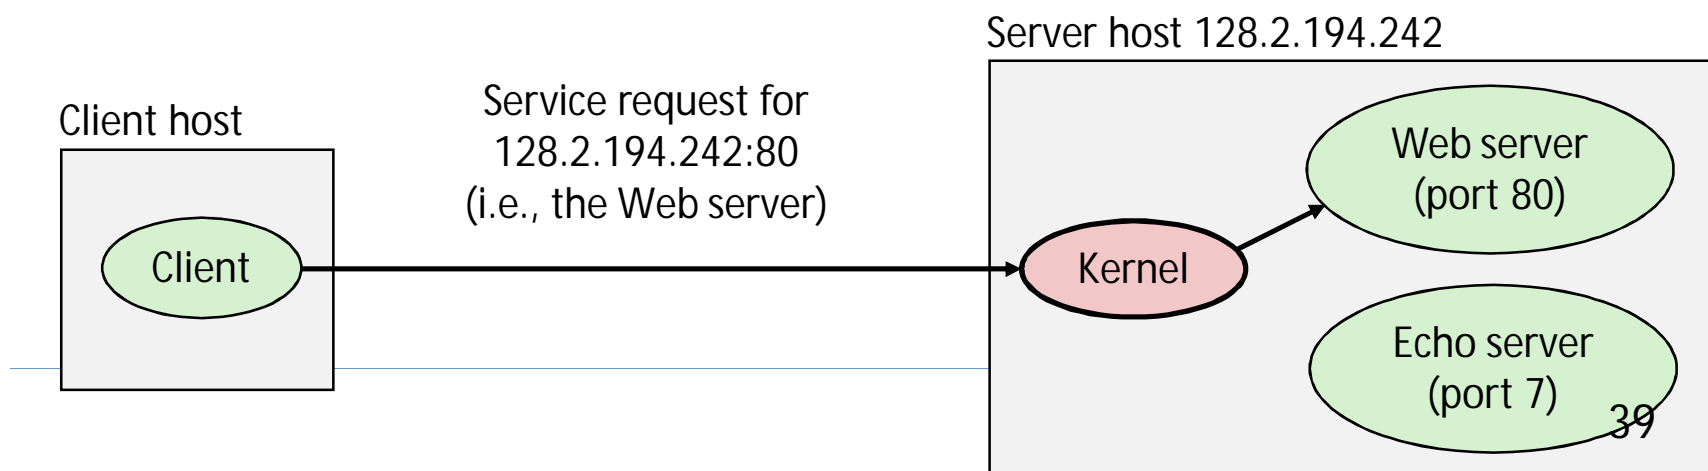 Server host 128.2.194.242
Client host
Service request for
128.2.194.242:80
(i.e., the Web server)
Client
Kernel
Web server
(port 80)
Echo server
(port 7)
39